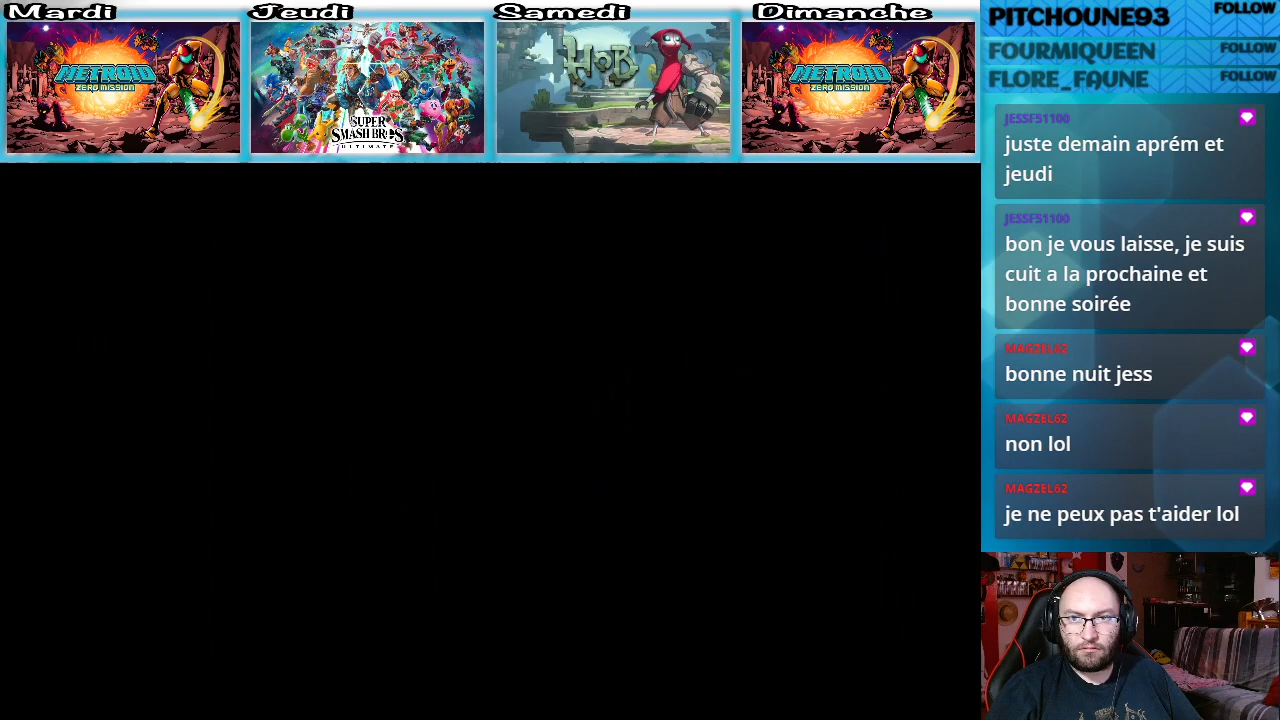 Mardi
Jeudi
Samedi
Dimanche
METROID
ZERO MISSION
SUPER
SMASH BROS
ULTIMATE
HOB
METROID
ZERO MISSION
PITCHOUNE93 FOLLOW
FOURMIQUEEN FOLLOW
FLORE_FAUNE FOLLOW
JESSF51100
juste demain aprém et
jeudi
JESSF51100
bon je vous laisse, je suis
cuit a la prochaine et
bonne soirée
MAGZEL62
bonne nuit jess
MAGZEL62
non lol
MAGZEL62
je ne peux pas t'aider lol